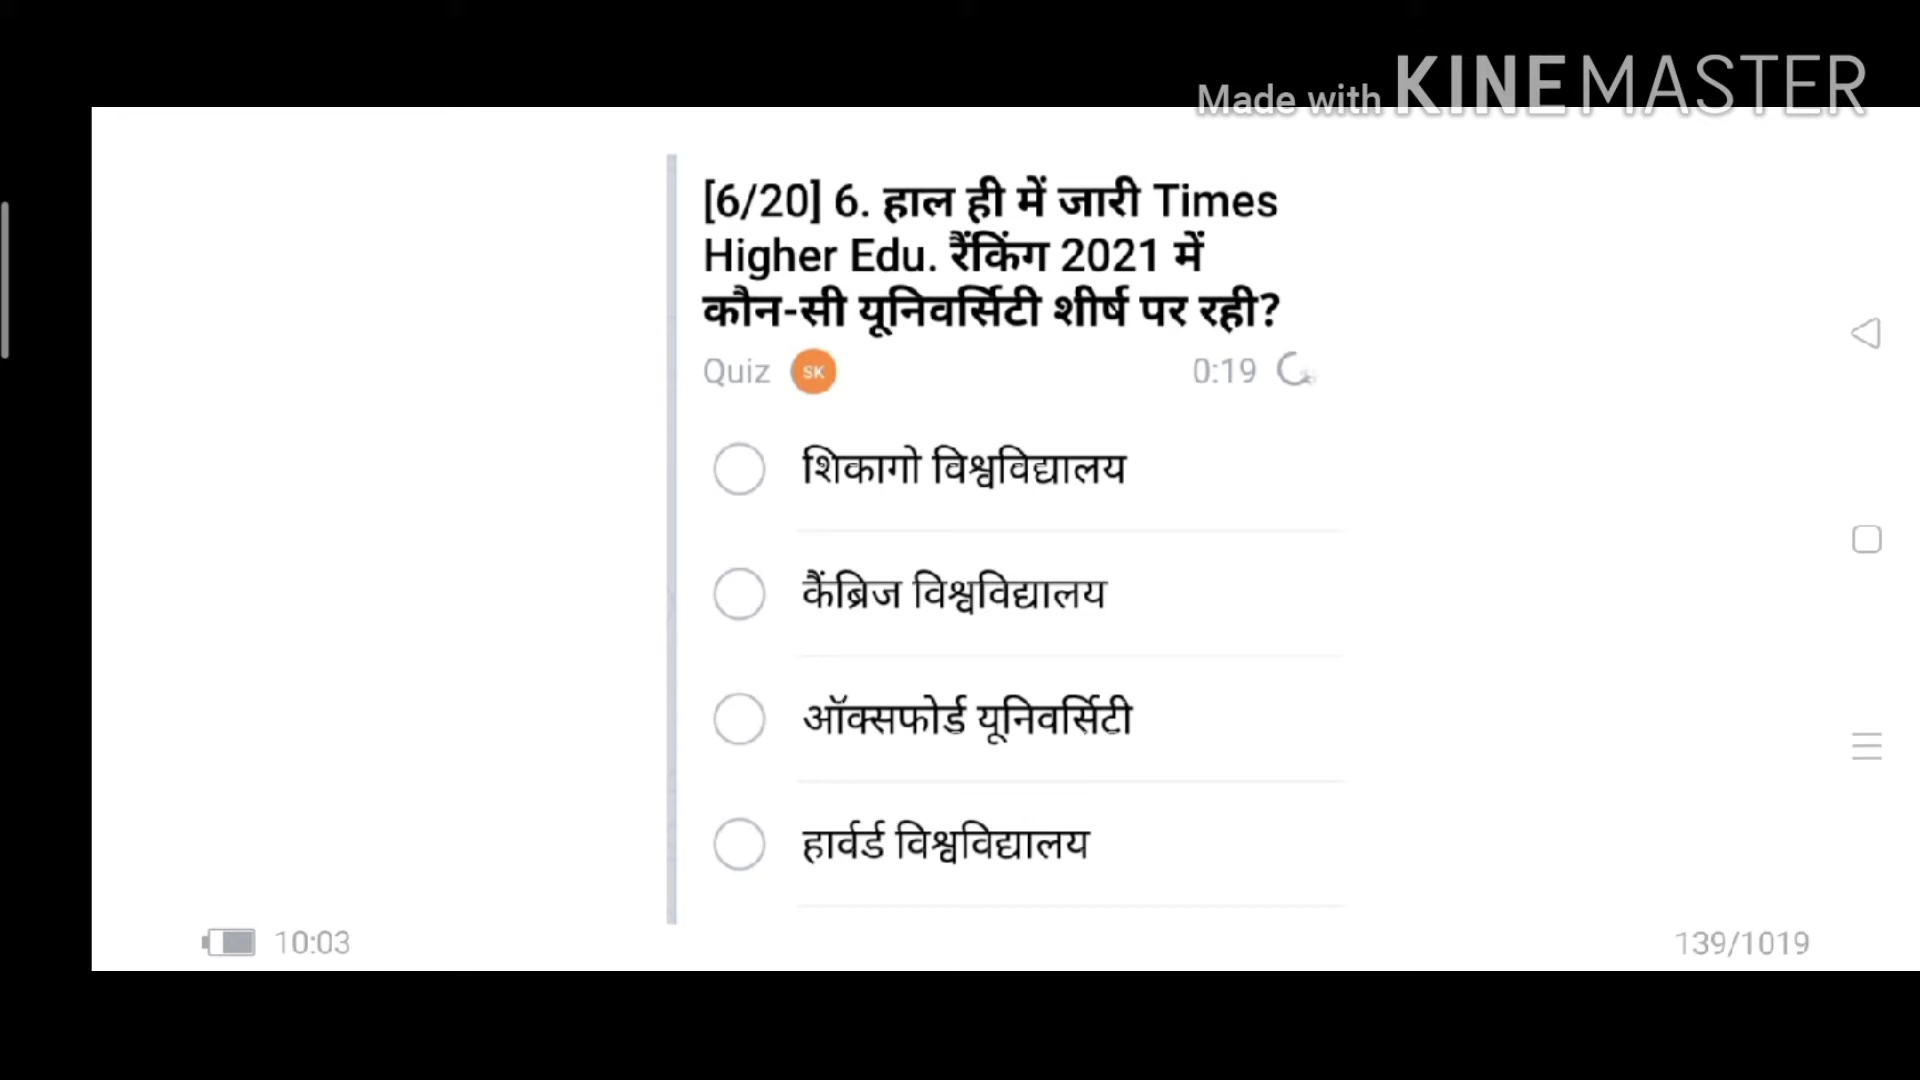 Made with KINEMASTER
[6/20] 6. हाल ही में जारी Times
Higher Edu. रैंकिंग 2021 में
कौन-सी यूनिवर्सिटी शीर्ष पर रही?
Quiz SK 0:19
शिकागो विश्वविद्यालय
कैंब्रिज विश्वविद्यालय
ऑक्सफोर्ड यूनिवर्सिटी
हार्वर्ड विश्वविद्यालय
10:03 139/1019